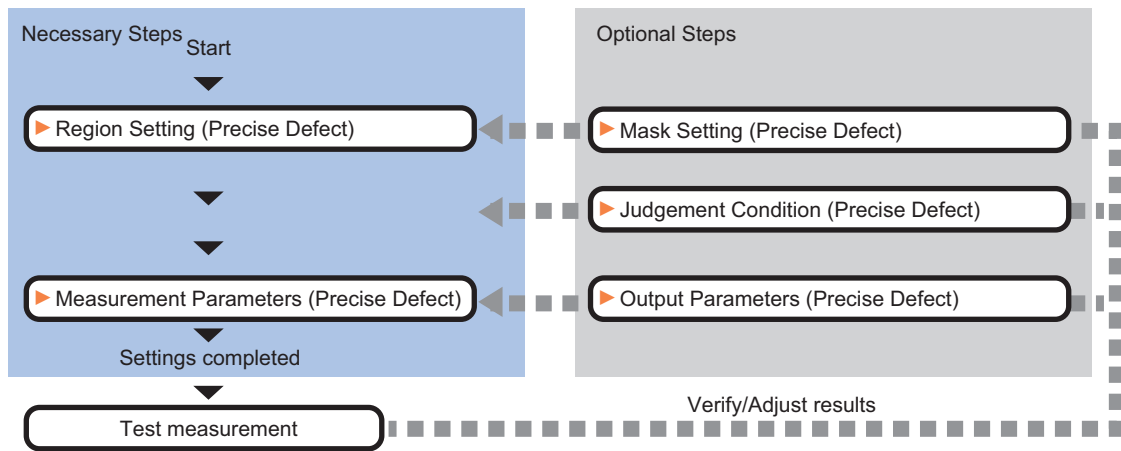 Necessary Steps
Start
Region Setting (Precise Defect)
Measurement Parameters (Precise Defect)
Settings completed
Test measurement
Optional Steps
Mask Setting (Precise Defect)
Judgement Condition (Precise Defect)
Output Parameters (Precise Defect)
Verify/Adjust results